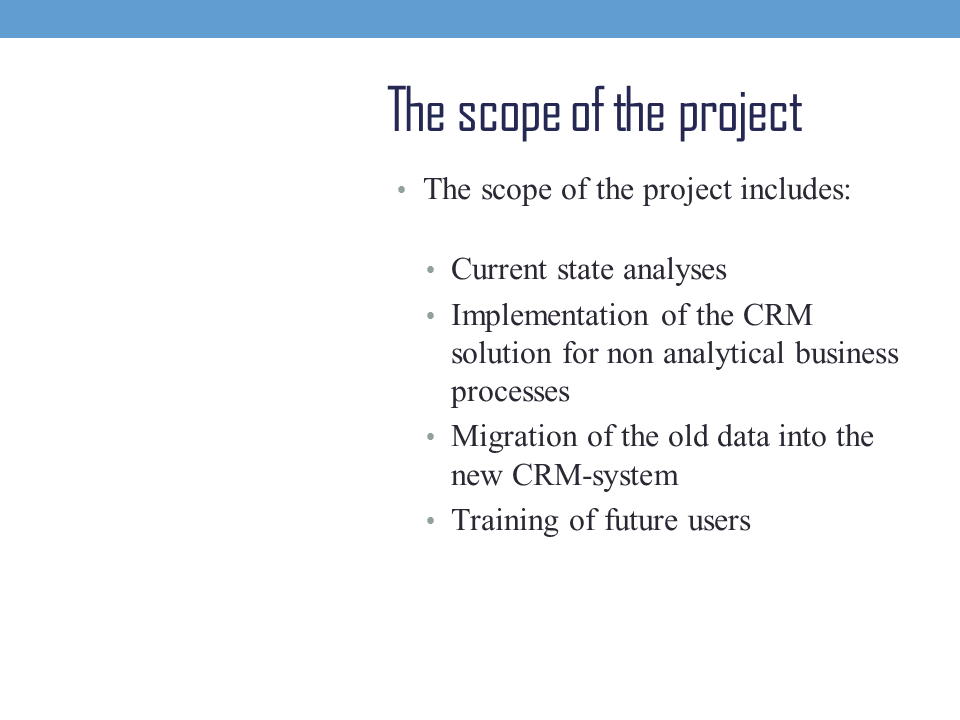 The scope of the project
• The scope of the project includes:
• Current state analyses
• Implementation of the CRM
solution for non analytical business
processes
• Migration of the old data into the
new CRM-system
• Training of future users